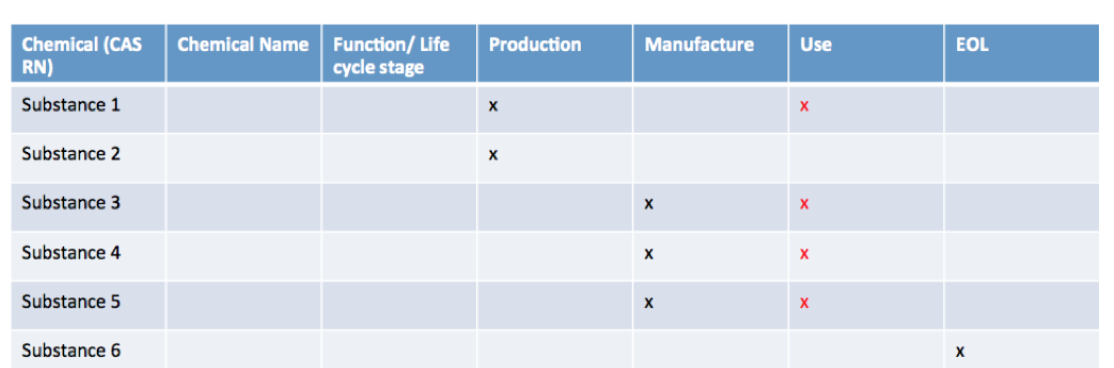 Chemical (CAS RN) Chemical Name Function/ Life cycle stage Production Manufacture Use EOL
Substance 1 x x
Substance 2 x
Substance 3 x x
Substance 4 x x
Substance 5 x x
Substance 6 x